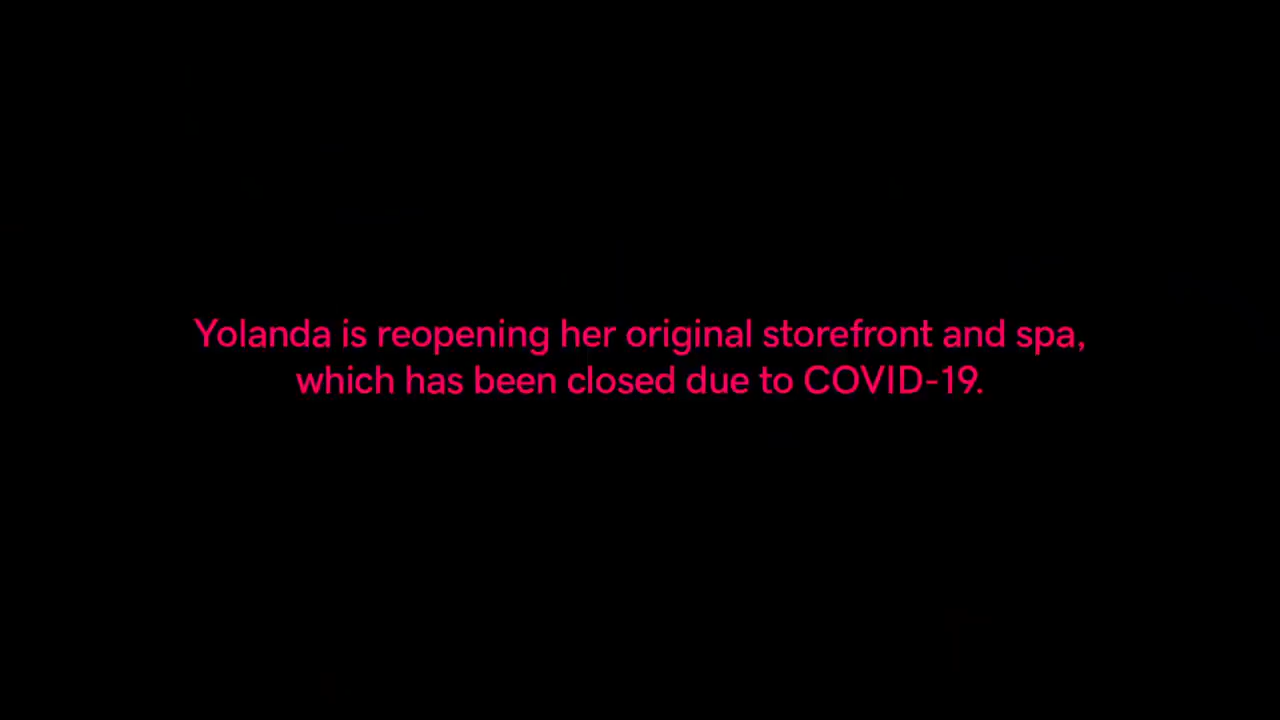 Yolanda is reopening her original storefront and spa,
which has been closed due to COVID-19.